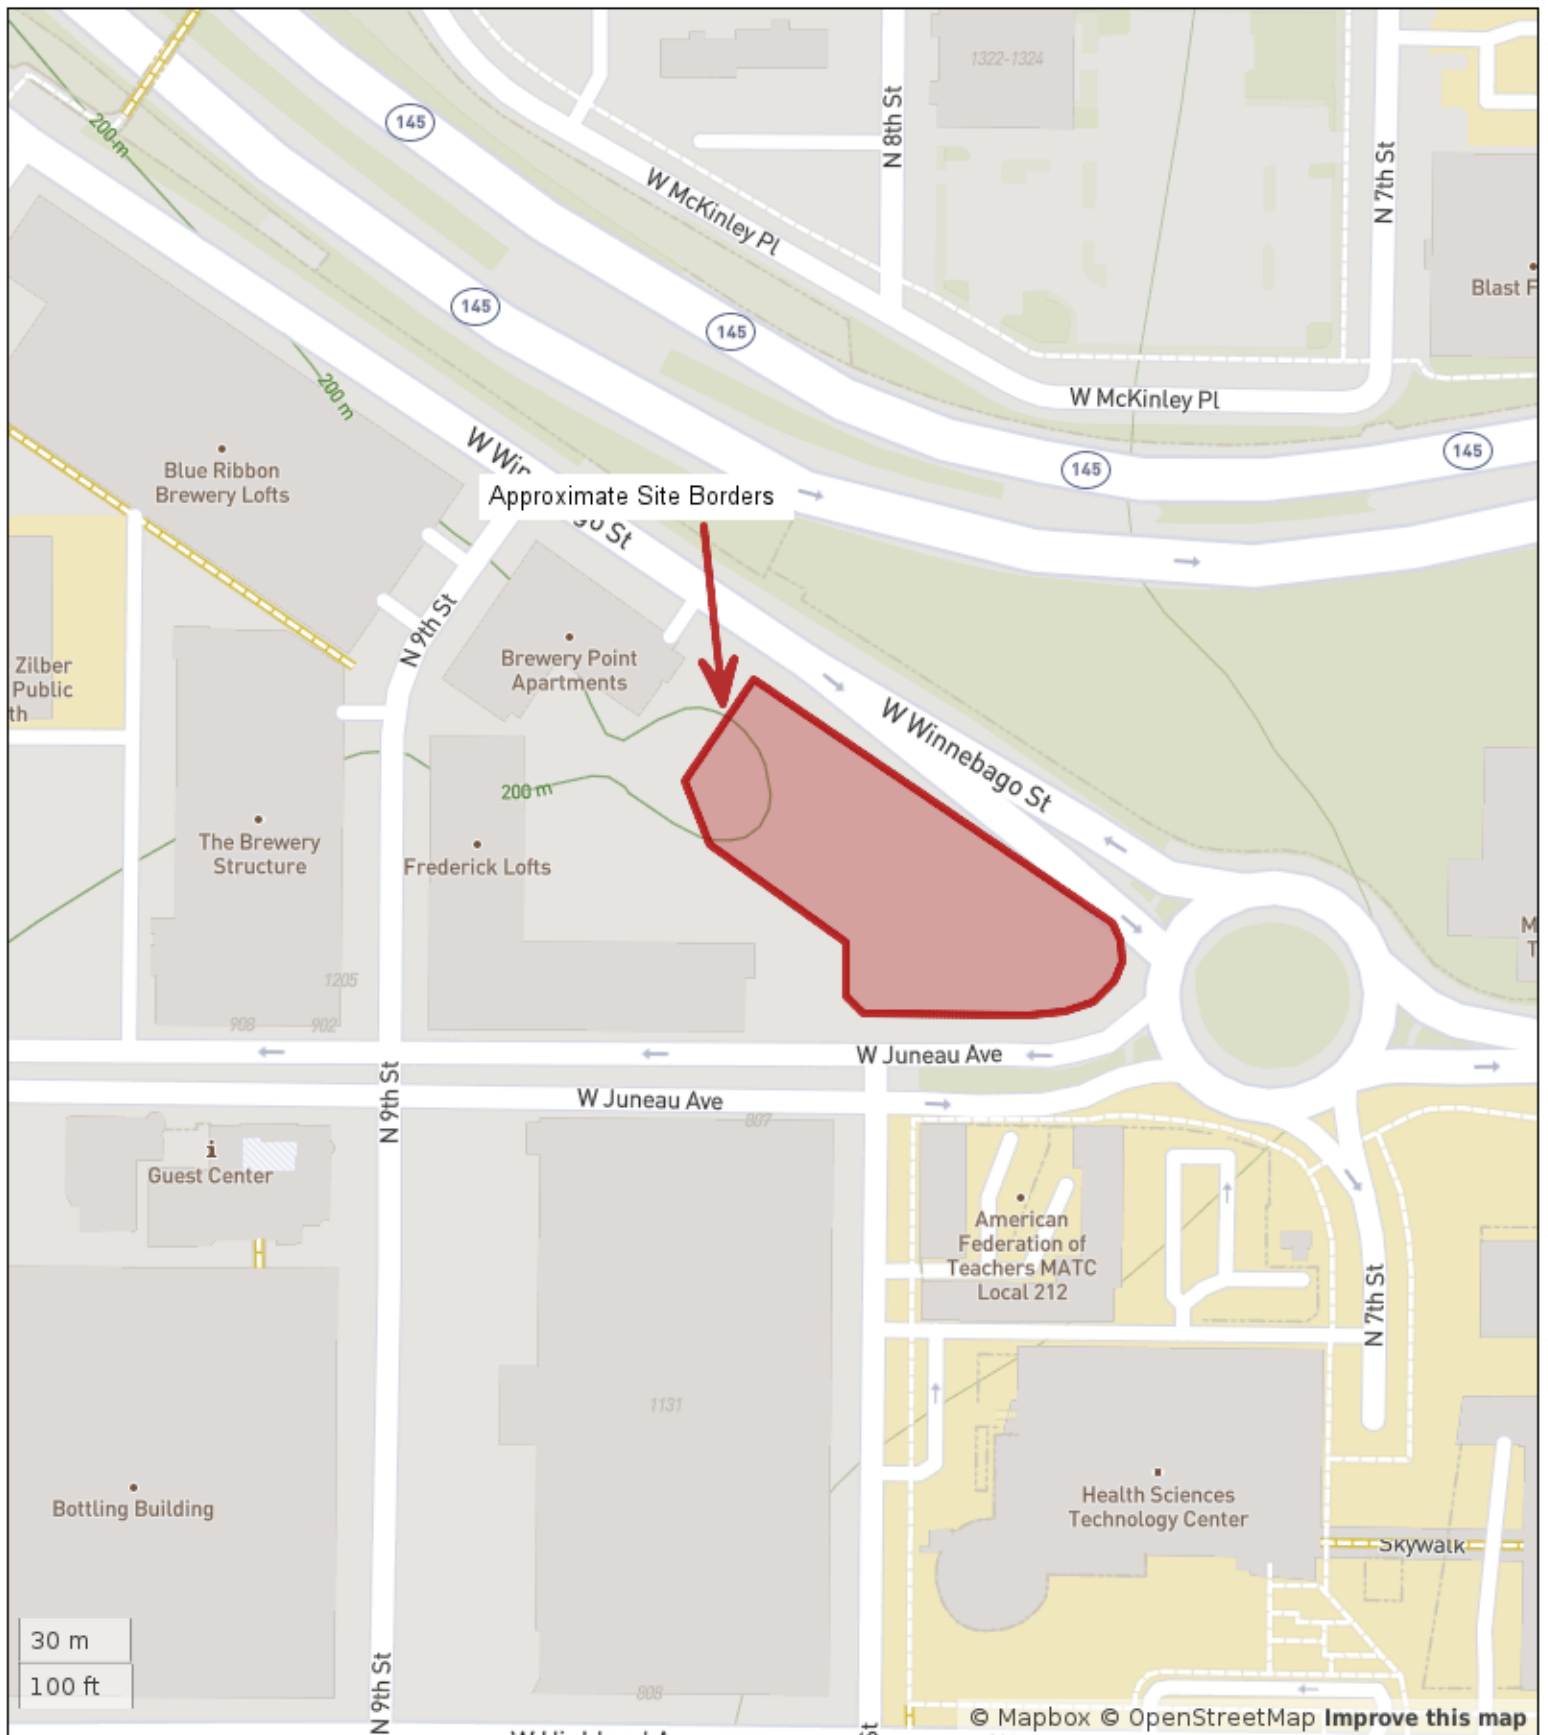 145
1322-1324
N 8th St
N 7th St
200 m
W McKinley Pl
Blast F
145
145
200 m
W McKinley Pl
145
145
W Win
Blue Ribbon
Brewery Lofts
Approximate Site Borders
go St
N 9th St
Brewery Point
Apartments
Zilber
Public
th
W Winnebago St
200 m
The Brewery
Structure
Frederick Lofts
M
T
1205
908
902
W Juneau Ave
N 9th St
W Juneau Ave
807
i
Guest Center
American
Federation of
Teachers MATC
Local 212
N 7th St
1131
Bottling Building
Health Sciences
Technology Center
Skywalk
30 m
100 ft
N 9th St
808
© Mapbox © OpenStreetMap Improve this map